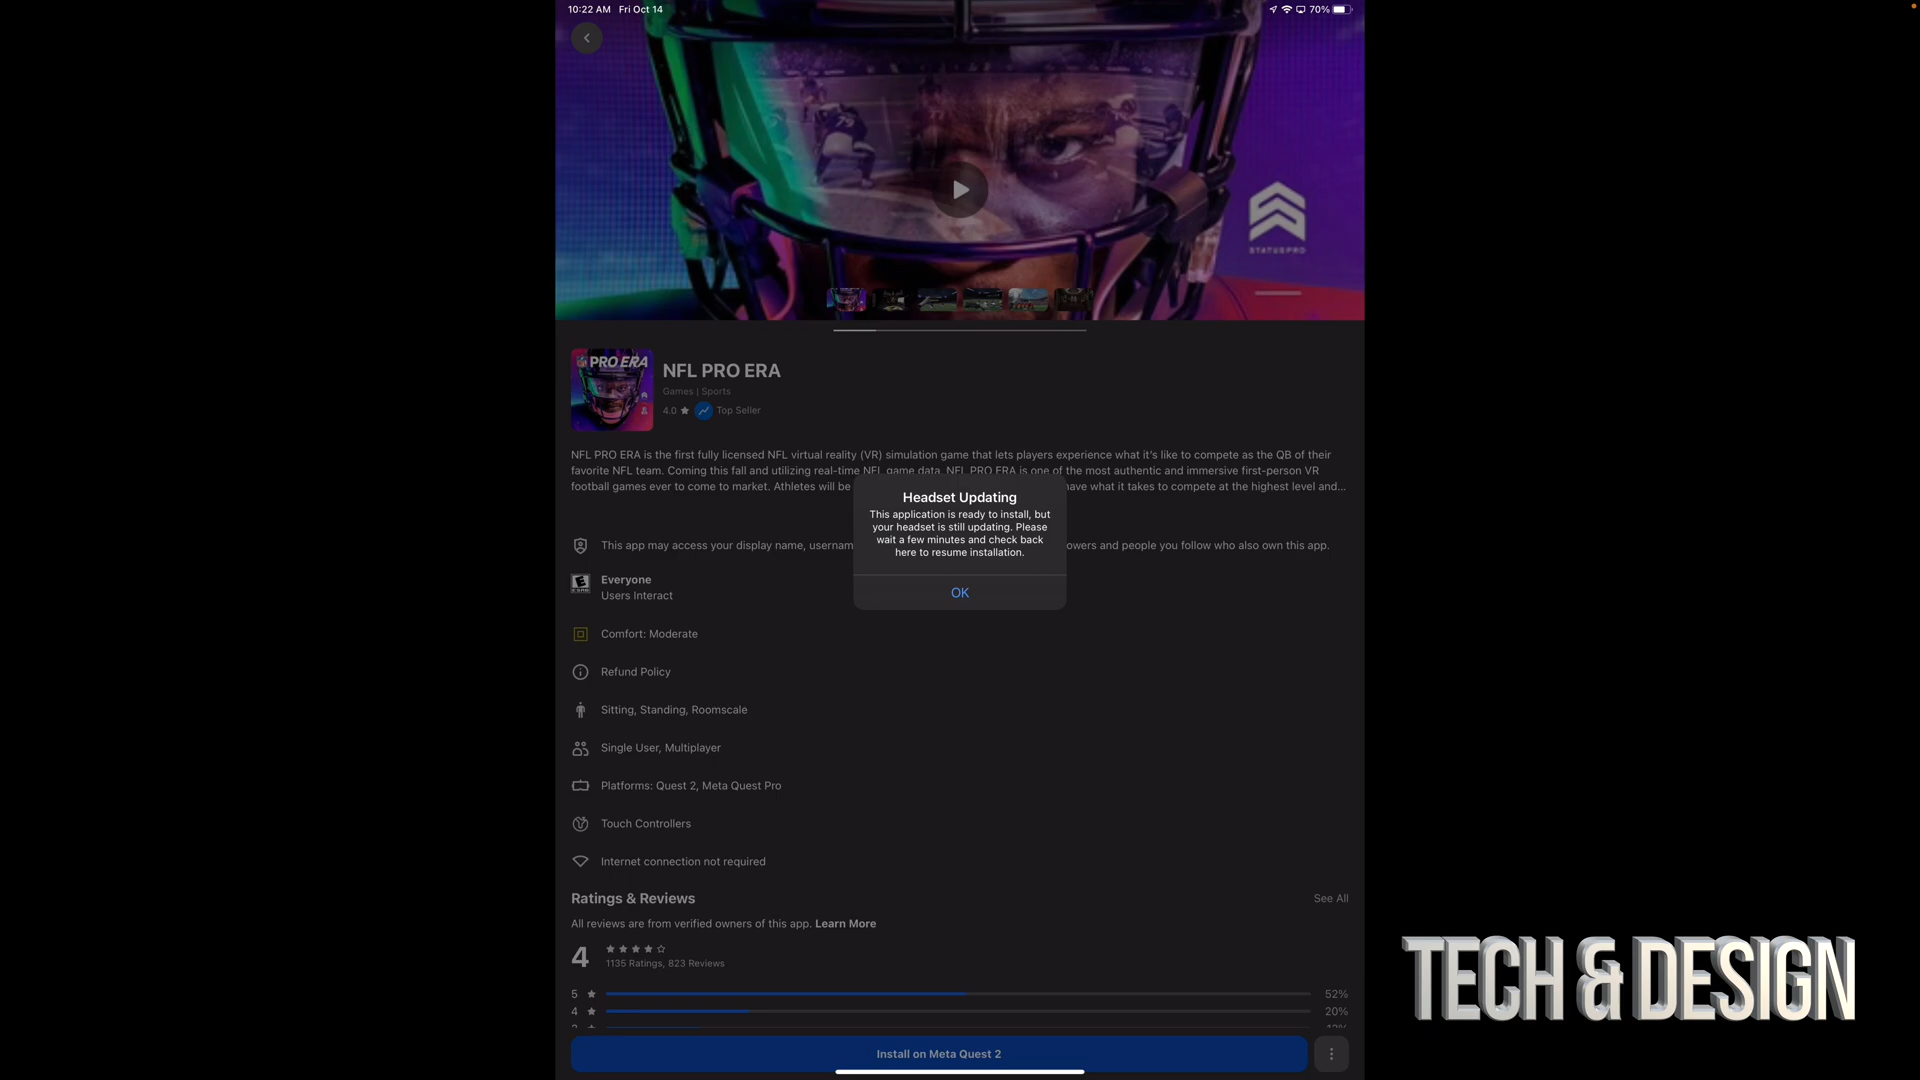 10:22 AM Fri Oct 14
70%
STATUSPRO
PRO ERA
NFL PRO ERA
Games | Sports
4.0 Top Seller
NFL PRO ERA is the first fully licensed NFL virtual reality (VR) simulation game that lets players experience what it's like to compete as the QB of their
favorite NFL team. Coming this fall and utilizing real-time NFL game data, NFL PRO ERA is one of the most authentic and immersive first-person VR
football games ever to come to market. Athletes will be have what it takes to compete at the highest level and...
Headset Updating
This application is ready to install, but
your headset is still updating. Please
wait a few minutes and check back
here to resume installation.
OK
This app may access your display name, usernam owers and people you follow who also own this app.
E
Everyone
Users Interact
Comfort: Moderate
Refund Policy
Sitting, Standing, Roomscale
Single User, Multiplayer
Platforms: Quest 2, Meta Quest Pro
Touch Controllers
Internet connection not required
Ratings & Reviews
See All
All reviews are from verified owners of this app. Learn More
4
1135 Ratings, 823 Reviews
5 52%
4 20%
Install on Meta Quest 2
TECH & DESIGN